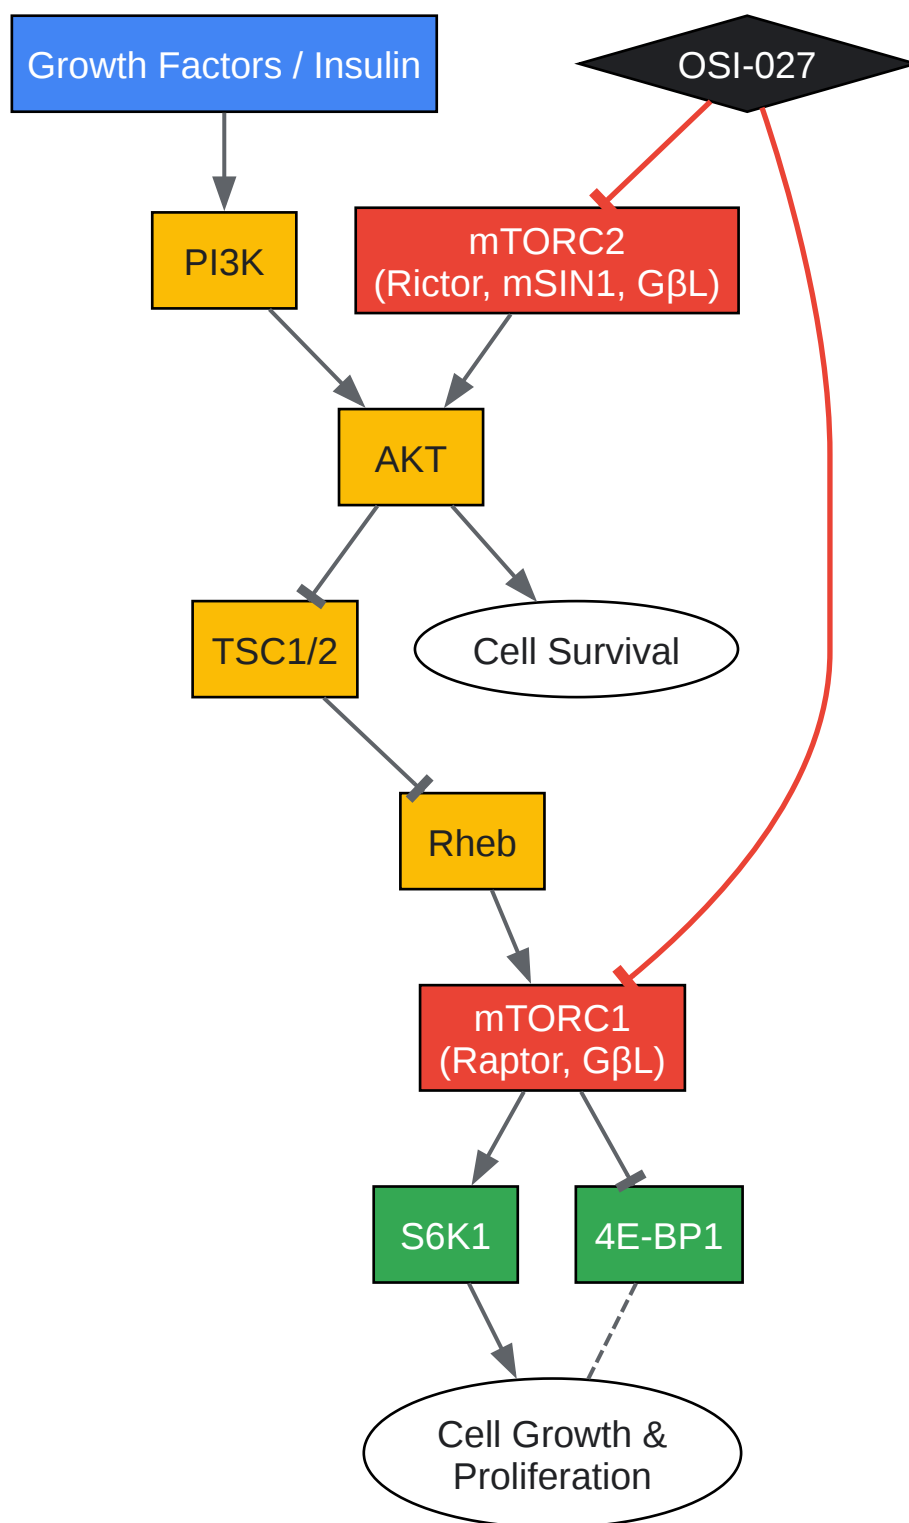 Growth Factors / Insulin
OSI-027
PI3K
mTORC2
(Rictor, mSIN1, GβL)
AKT
TSC1/2
Cell Survival
Rheb
mTORC1
(Raptor, GβL)
S6K1
4E-BP1
Cell Growth &
Proliferation